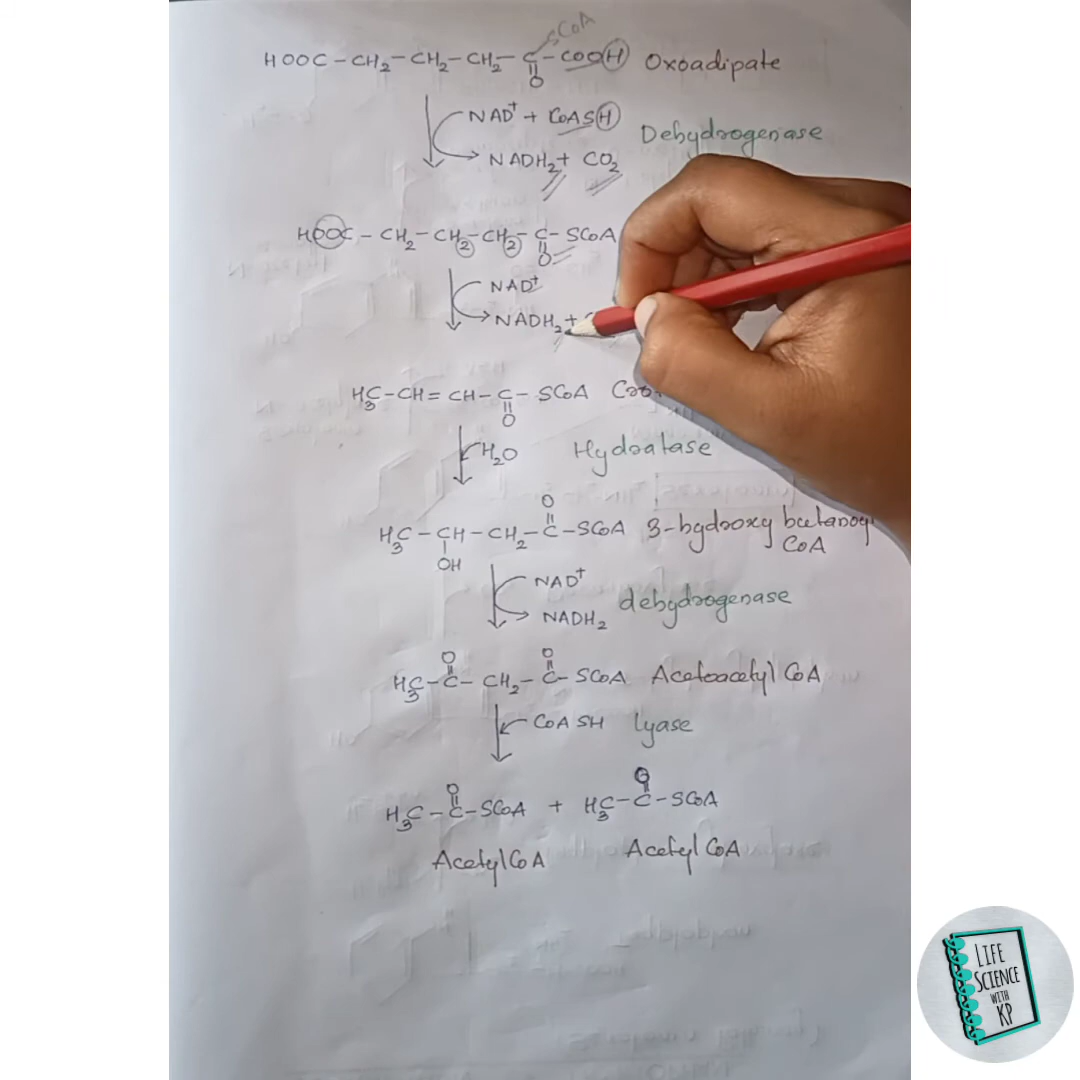 SCoA
HOOC-CH2-CH2-CH2-C-COOH Oxoadipate
O
NAD+ + CoASH
Dehydrogenase
NADH2+ CO2
HOOC-CH2-CH2-CH2-C-SCoA
O
NAD+
NADH2+
H3C-CH=CH-C-SCoA
O
H2O Hydratase
O
H3C-CH-CH2-C-SCoA 3-hydroxy butanoyl
OH CoA
NAD+
NADH2 dehydrogenase
O O
H3C-C-CH2-C-SCoA Acetoacetyl CoA
CoASH lyase
O O
H3C-C-SCoA + H3C-C-SCoA
Acetyl CoA Acetyl CoA
LIFE
SCIENCE
WITH
KP